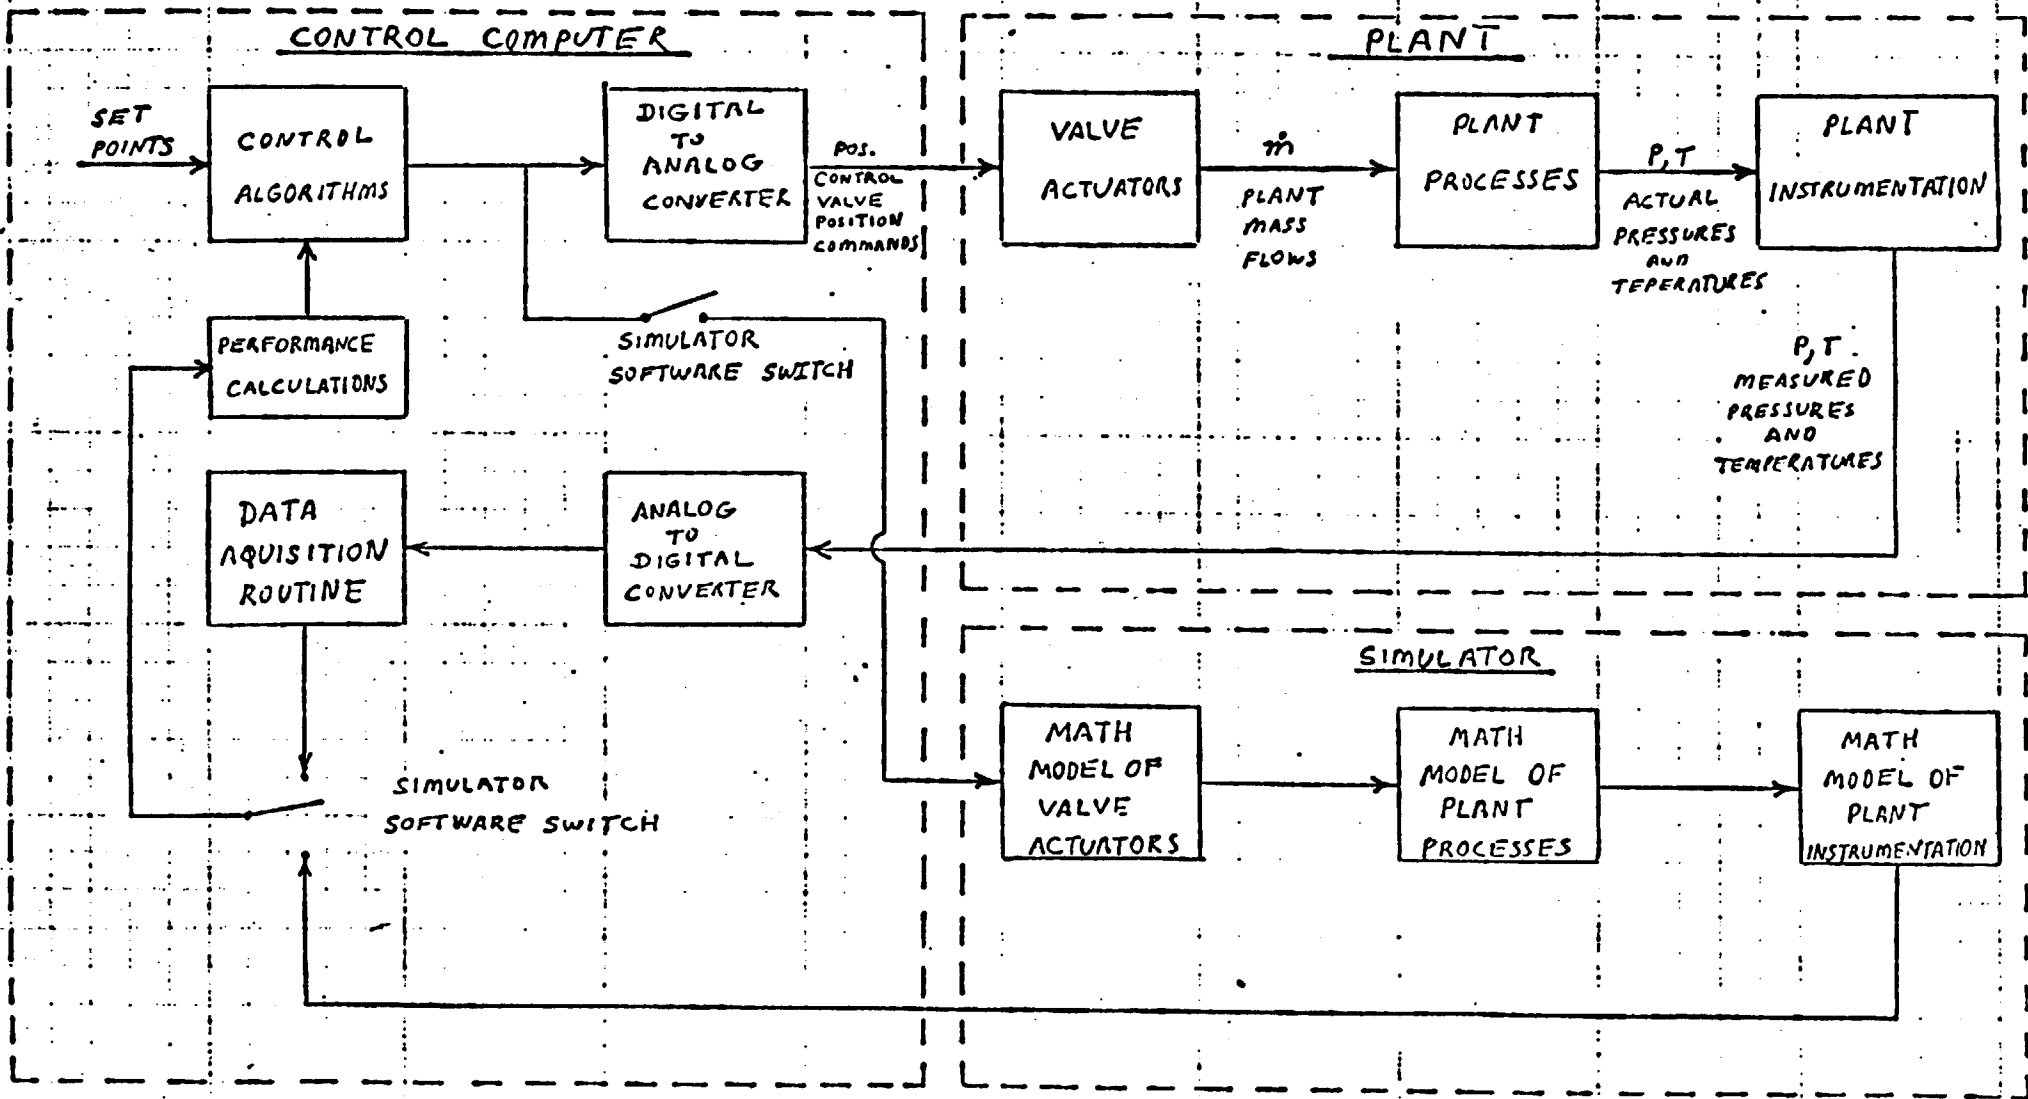 CONTROL COMPUTER
SET
POINTS
CONTROL
ALGORITHMS
DIGITAL
TO
ANALOG
CONVERTER
POS.
CONTROL
VALVE
POSITION
COMMANDS
PERFORMANCE
CALCULATIONS
SIMULATOR
SOFTWARE SWITCH
DATA
AQUISITION
ROUTINE
ANALOG
TO
DIGITAL
CONVERTER
SIMULATOR
SOFTWARE SWITCH
PLANT
VALVE
ACTUATORS
ṁ
PLANT
MASS
FLOWS
PLANT
PROCESSES
P, T
ACTUAL
PRESSURES
AND
TEPERATURES
PLANT
INSTRUMENTATION
P, T
MEASURED
PRESSURES
AND
TEMPERATURES
SIMULATOR
MATH
MODEL OF
VALVE
ACTUATORS
MATH
MODEL OF
PLANT
PROCESSES
MATH
MODEL OF
PLANT
INSTRUMENTATION